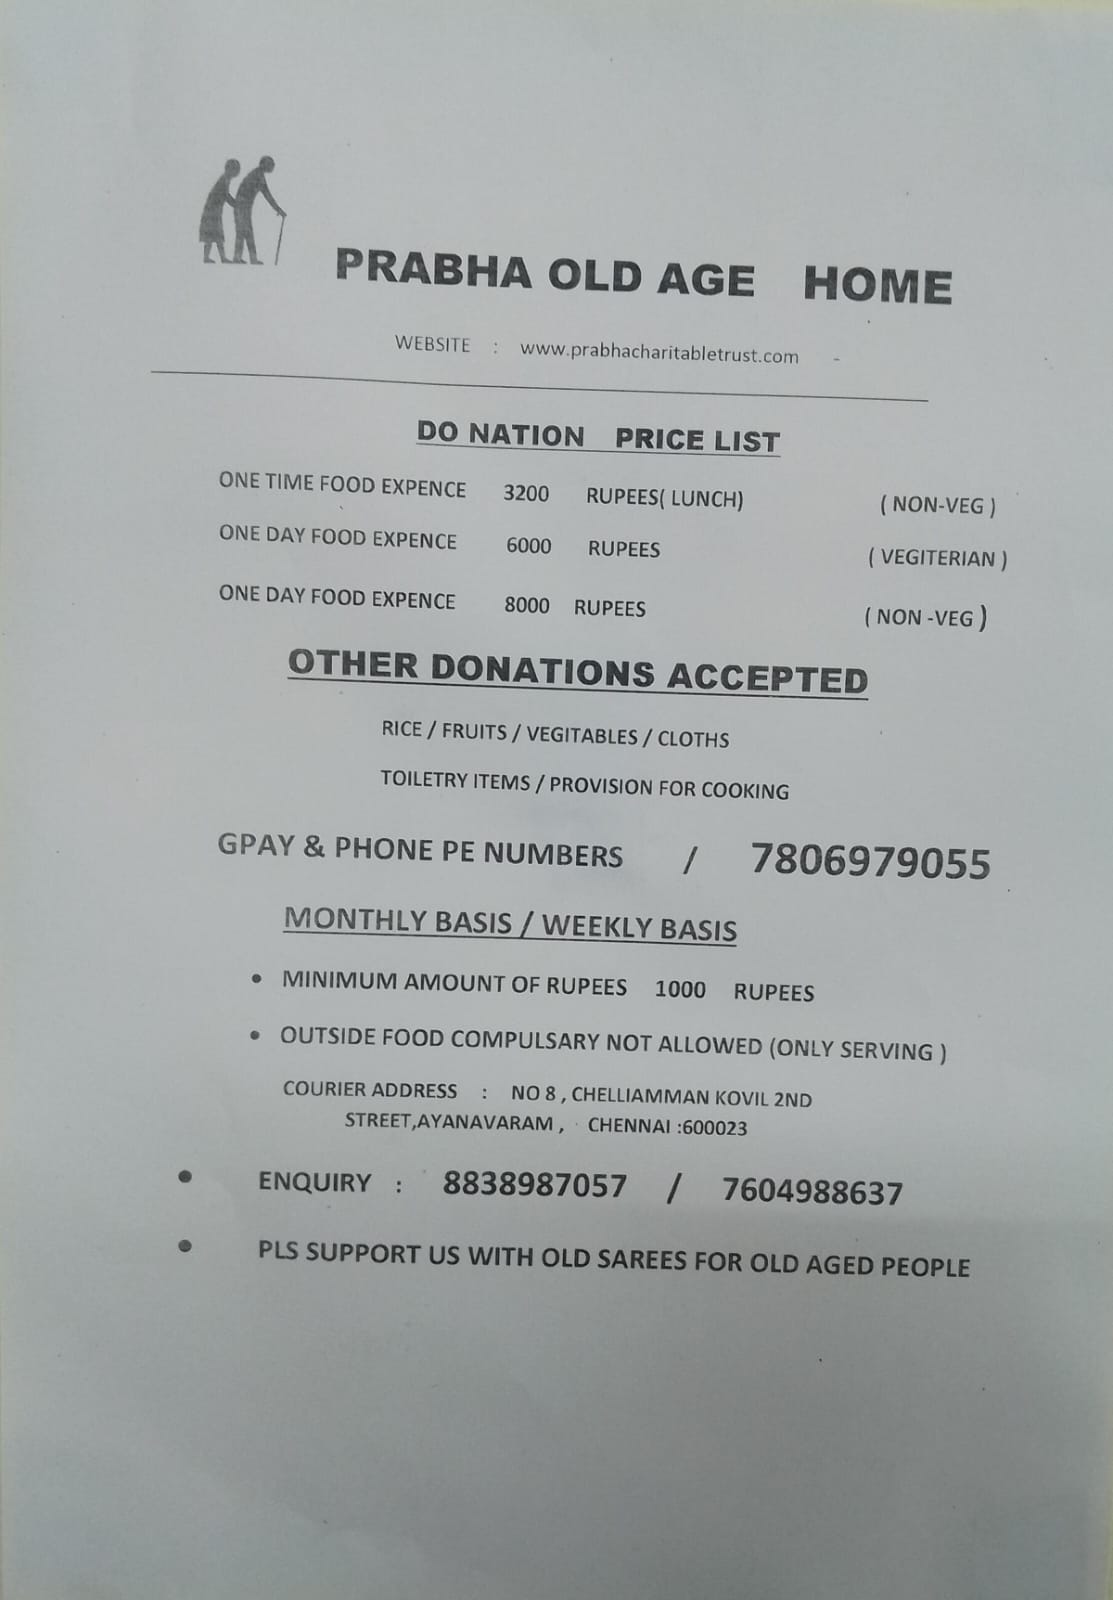 PRABHA OLD AGE HOME
WEBSITE : www.prabhacharitabletrust.com -
DO NATION PRICE LIST
ONE TIME FOOD EXPENCE 3200 RUPEES( LUNCH) ( NON-VEG )
ONE DAY FOOD EXPENCE 6000 RUPEES ( VEGITERIAN )
ONE DAY FOOD EXPENCE 8000 RUPEES ( NON -VEG )
OTHER DONATIONS ACCEPTED
RICE / FRUITS / VEGITABLES / CLOTHS
TOILETRY ITEMS / PROVISION FOR COOKING
GPAY & PHONE PE NUMBERS / 7806979055
MONTHLY BASIS / WEEKLY BASIS
• MINIMUM AMOUNT OF RUPEES 1000 RUPEES
• OUTSIDE FOOD COMPULSARY NOT ALLOWED (ONLY SERVING )
COURIER ADDRESS : NO 8 , CHELLIAMMAN KOVIL 2ND
STREET,AYANAVARAM , CHENNAI :600023
• ENQUIRY : 8838987057 / 7604988637
• PLS SUPPORT US WITH OLD SAREES FOR OLD AGED PEOPLE